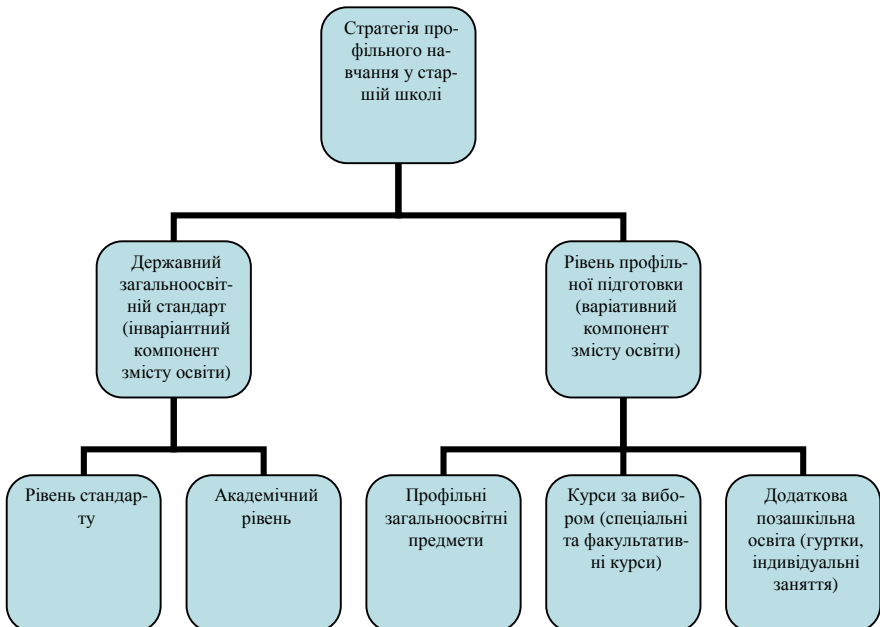 Стратегія про-
фільного на-
вчання у стар-
шій школі
Державний
загальноосвіт-
ній стандарт
(інваріантний
компонент
змісту освіти)
Рівень профіль-
ної підготовки
(варіативний
компонент
змісту освіти)
Рівень стандар-
ту
Академічний
рівень
Профільні
загальноосвітні
предмети
Курси за вибо-
ром (спеціальні
та факультатив-
ні курси)
Додаткова
позашкільна
освіта (гуртки,
індивідуальні
заняття)